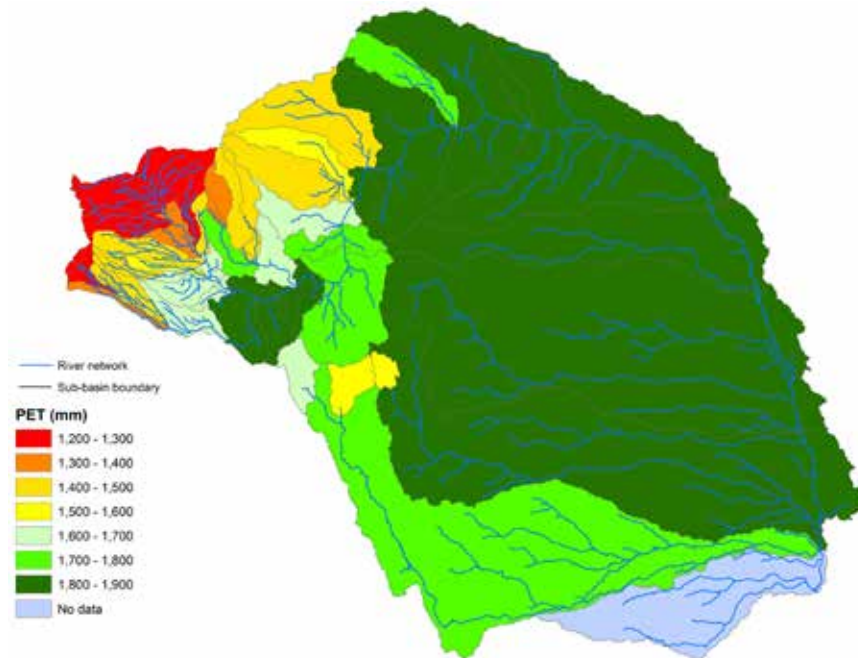 River network
Sub-basin boundary
PET (mm)
1,200 - 1,300
1,300 - 1,400
1,400 - 1,500
1,500 - 1,600
1,600 - 1,700
1,700 - 1,800
1,800 - 1,900
No data